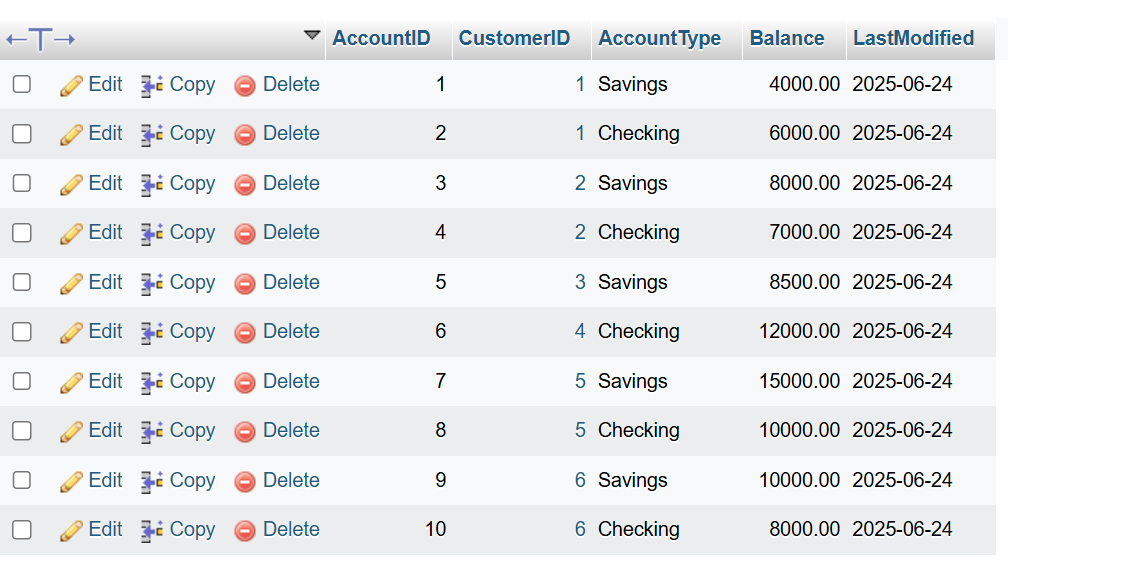 ←T→ AccountID CustomerID AccountType Balance LastModified
Edit Copy Delete 1 1 Savings 4000.00 2025-06-24
Edit Copy Delete 2 1 Checking 6000.00 2025-06-24
Edit Copy Delete 3 2 Savings 8000.00 2025-06-24
Edit Copy Delete 4 2 Checking 7000.00 2025-06-24
Edit Copy Delete 5 3 Savings 8500.00 2025-06-24
Edit Copy Delete 6 4 Checking 12000.00 2025-06-24
Edit Copy Delete 7 5 Savings 15000.00 2025-06-24
Edit Copy Delete 8 5 Checking 10000.00 2025-06-24
Edit Copy Delete 9 6 Savings 10000.00 2025-06-24
Edit Copy Delete 10 6 Checking 8000.00 2025-06-24